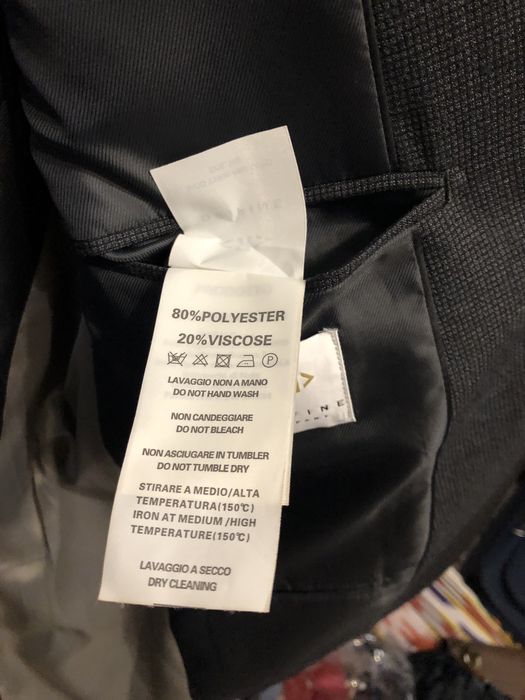 80%POLYESTER
20%VISCOSE
LAVAGGIO NON A MANO
DO NOT HAND WASH
NON CANDEGGIARE
DO NOT BLEACH
NON ASCIUGARE IN TUMBLER
DO NOT TUMBLE DRY
STIRARE A MEDIO/ALTA
TEMPERATURA(150℃)
IRON AT MEDIUM /HIGH
TEMPERATURE(150℃)
LAVAGGIO A SECCO
DRY CLEANING